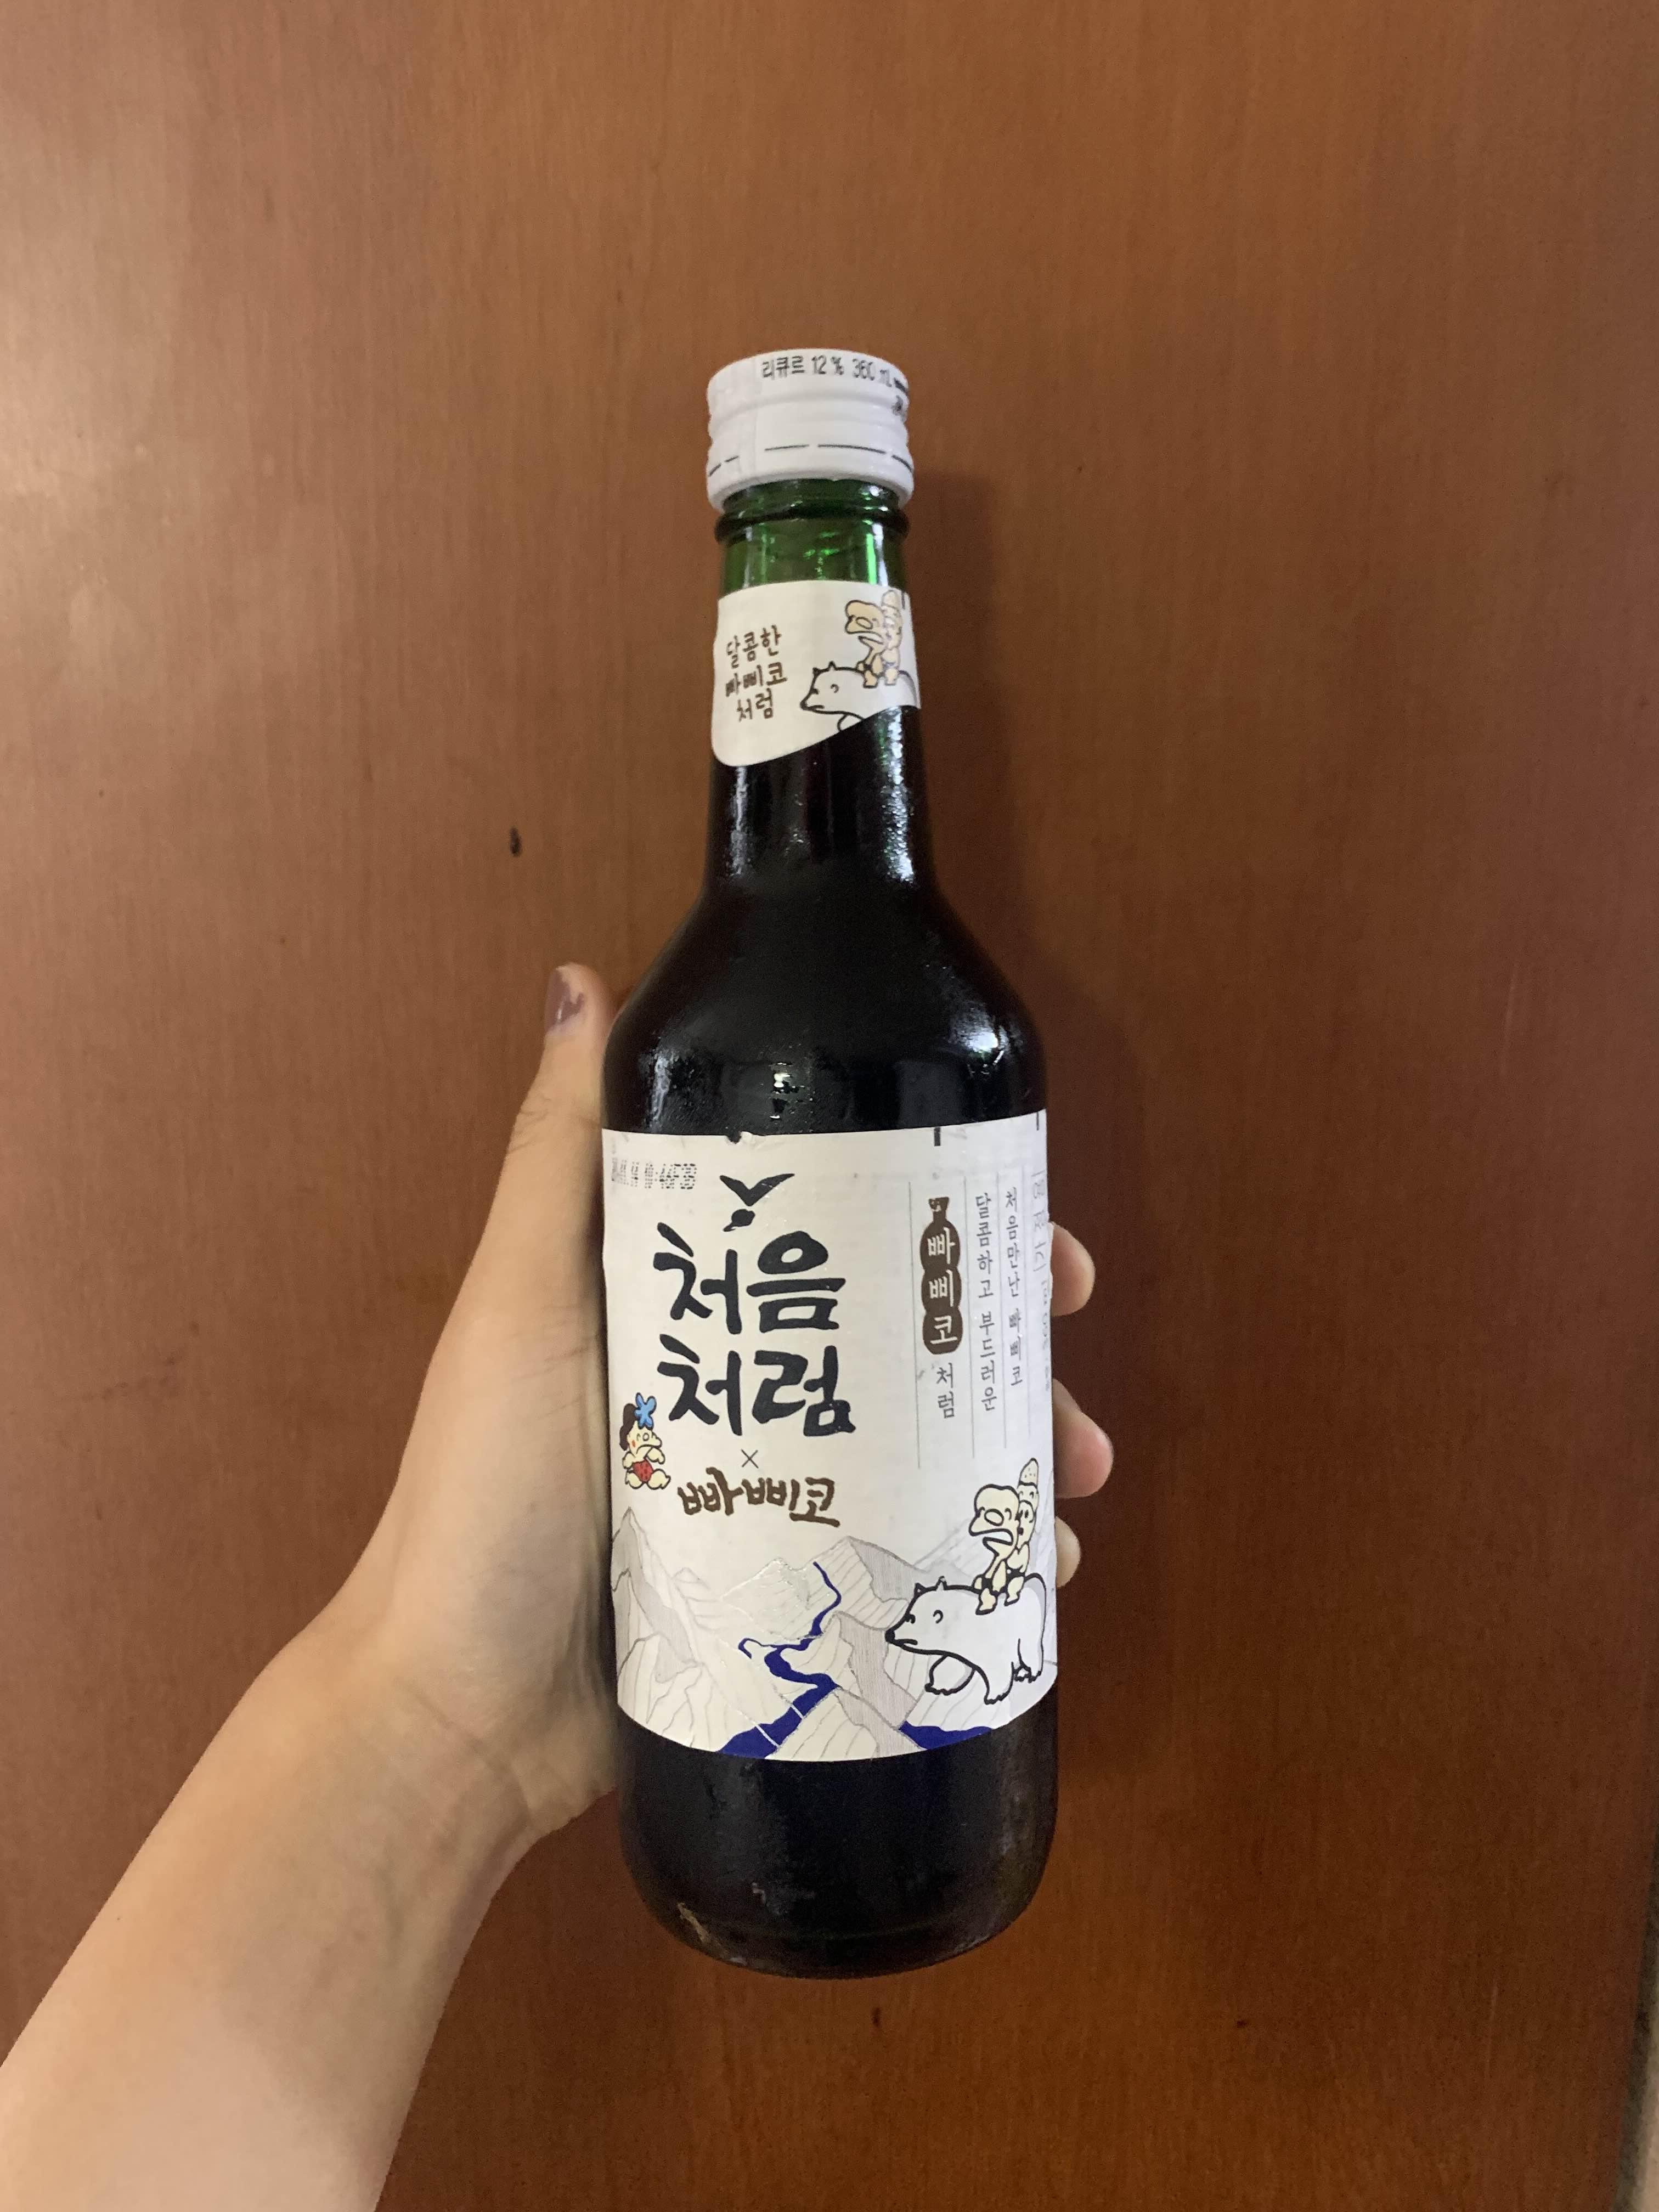 리큐르 12 % 360 mL
달콤한
빠삐코
처럼
처음
처럼
×
빠삐코
처음만난 빠삐코
달콤하고 부드러운
빠삐코처럼